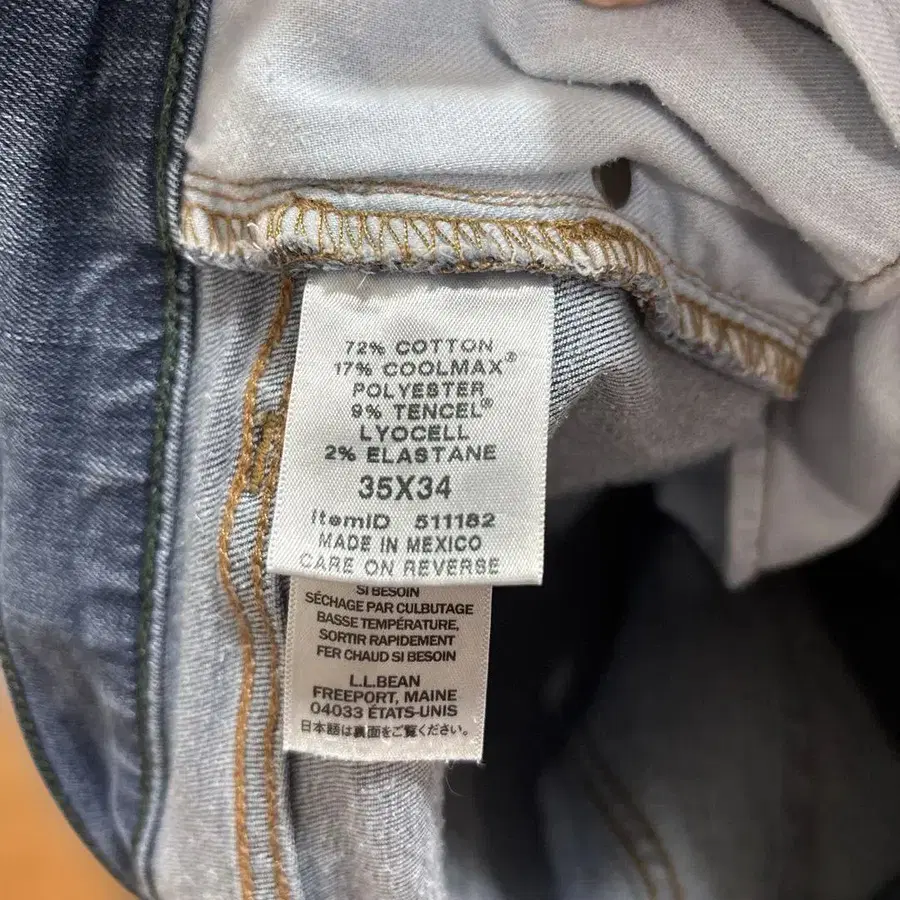 72% COTTON
17% COOLMAX®
POLYESTER
9% TENCEL®
LYOCELL
2% ELASTANE
35X34
ItemID 511182
MADE IN MEXICO
CARE ON REVERSE
SI BESOIN
SÉCHAGE PAR CULBUTAGE
BASSE TEMPÉRATURE,
SORTIR RAPIDEMENT
FER CHAUD SI BESOIN
L.L.BEAN
FREEPORT, MAINE
04033 ÉTATS-UNIS
日本語は裏面をご覧ください。